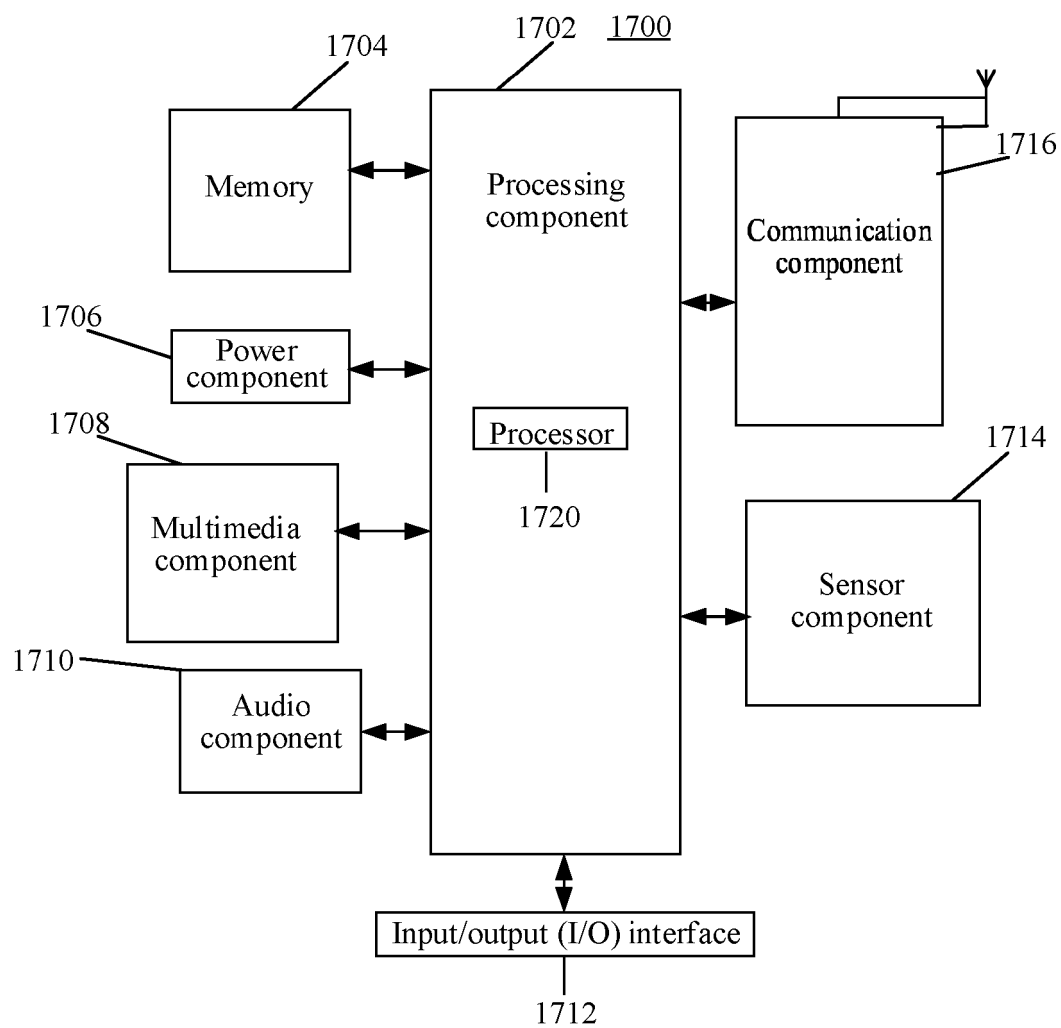 1702
1700
1704
Memory
Processing
component
1716
Communication
component
1706
Power
component
1708
Multimedia
component
Processor
1720
1714
Sensor
component
1710
Audio
component
Input/output (I/O) interface
1712